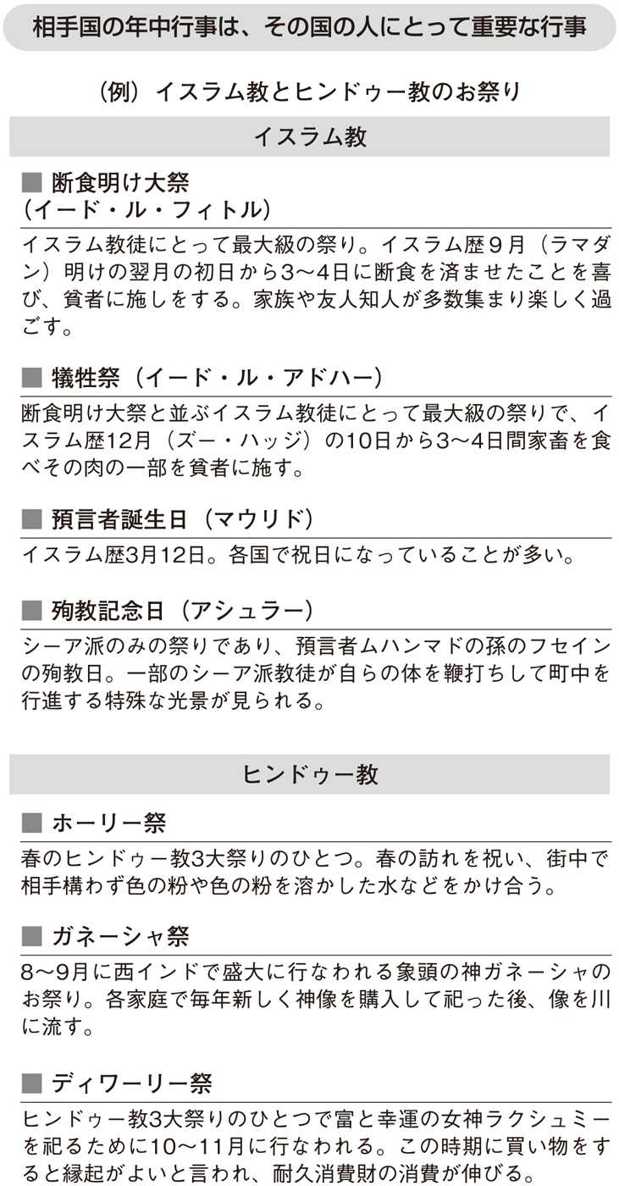 相手国の年中行事は、その国の人にとって重要な行事
（例）イスラム教とヒンドゥー教のお祭り
イスラム教
■ 断食明け大祭
（イード・ル・フィトル）
イスラム教徒にとって最大級の祭り。イスラム歴９月（ラマダ
ン）明けの翌月の初日から3〜4日に断食を済ませたことを喜
び、貧者に施しをする。家族や友人知人が多数集まり楽しく過
ごす。
■ 犠牲祭（イード・ル・アドハー）
断食明け大祭と並ぶイスラム教徒にとって最大級の祭りで、イ
スラム歴12月（ズー・ハッジ）の10日から3〜4日間家畜を食
べその肉の一部を貧者に施す。
■ 預言者誕生日（マウリド）
イスラム歴3月12日。各国で祝日になっていることが多い。
■ 殉教記念日（アシュラー）
シーア派のみの祭りであり、預言者ムハンマドの孫のフセイン
の殉教日。一部のシーア派教徒が自らの体を鞭打ちして町中を
行進する特殊な光景が見られる。
ヒンドゥー教
■ ホーリー祭
春のヒンドゥー教3大祭りのひとつ。春の訪れを祝い、街中で
相手構わず色の粉や色の粉を溶かした水などをかけ合う。
■ ガネーシャ祭
8〜9月に西インドで盛大に行なわれる象頭の神ガネーシャの
お祭り。各家庭で毎年新しく神像を購入して祀った後、像を川
に流す。
■ ディワーリー祭
ヒンドゥー教3大祭りのひとつで富と幸運の女神ラクシュミー
を祀るために10〜11月に行なわれる。この時期に買い物をす
ると縁起がよいと言われ、耐久消費財の消費が伸びる。